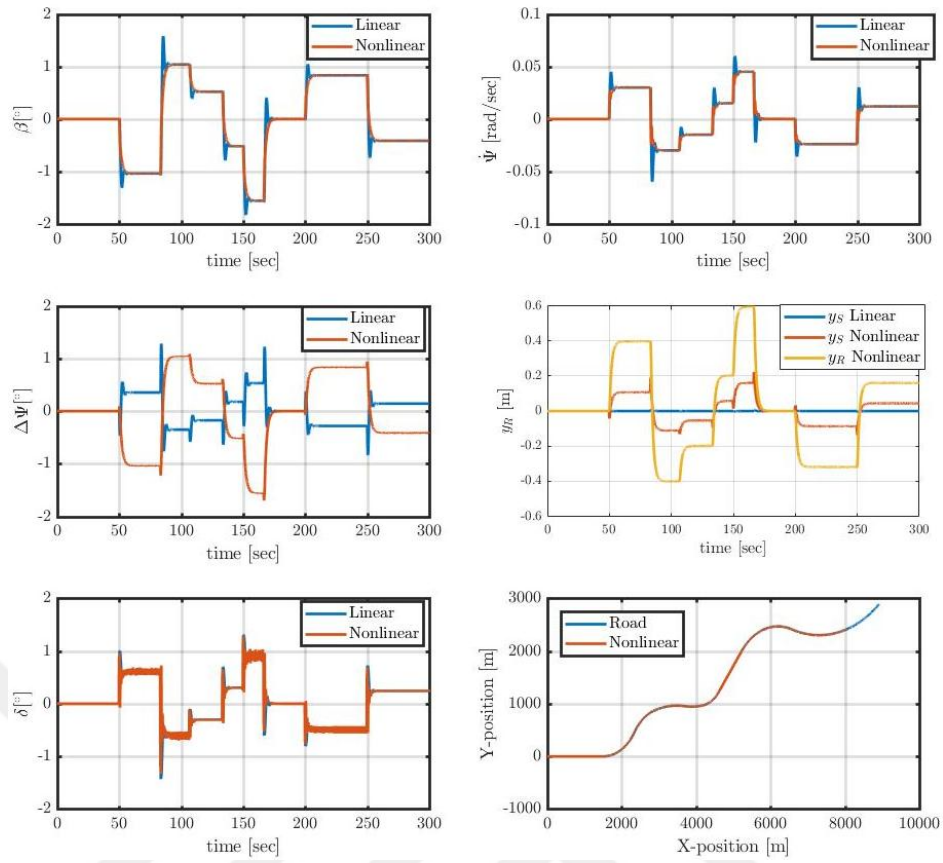 2
1
0
-1
-2
β[°]
Linear
Nonlinear
0 50 100 150 200 250 300
time [sec]
0.1
0.05
0
-0.05
-0.1
Ψ̇ [rad/sec]
Linear
Nonlinear
0 50 100 150 200 250 300
time [sec]
2
1
0
-1
-2
ΔΨ[°]
Linear
Nonlinear
0 50 100 150 200 250 300
time [sec]
0.6
0.4
0.2
0
-0.2
-0.4
-0.6
y_R [m]
y_S Linear
y_S Nonlinear
y_R Nonlinear
0 50 100 150 200 250 300
time [sec]
2
1
0
-1
-2
δ[°]
Linear
Nonlinear
0 50 100 150 200 250 300
time [sec]
3000
2000
1000
0
-1000
Y-position [m]
Road
Nonlinear
0 2000 4000 6000 8000 10000
X-position [m]